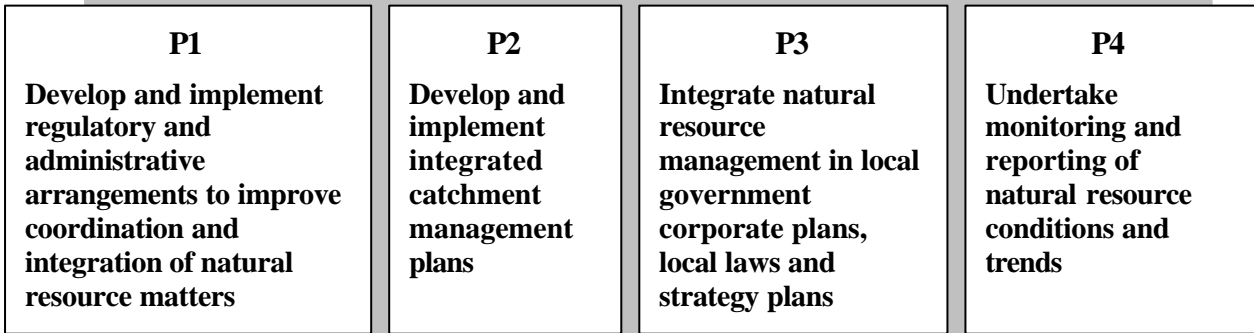 P1
Develop and implement
regulatory and
administrative
arrangements to improve
coordination and
integration of natural
resource matters
P2
Develop and
implement
integrated
catchment
management
plans
P3
Integrate natural
resource
management in local
government
corporate plans,
local laws and
strategy plans
P4
Undertake
monitoring and
reporting of
natural resource
conditions and
trends